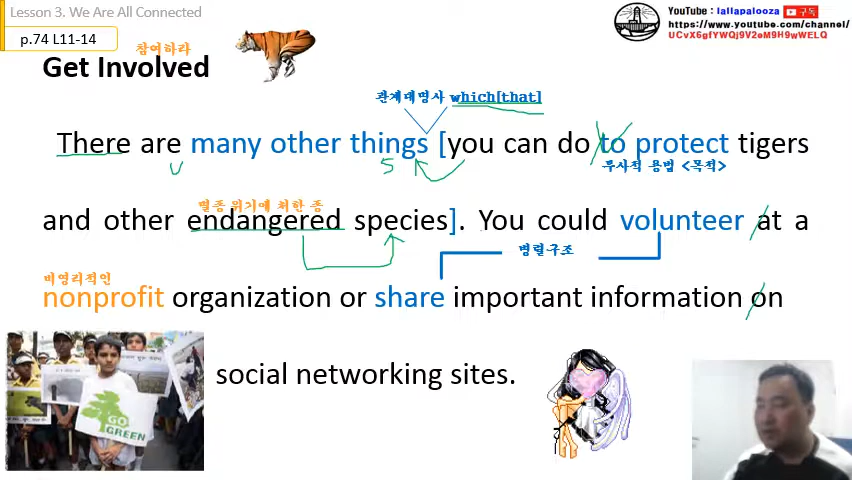 Lesson 3. We Are All Connected
p.74 L11-14
YouTube : lallapalooza 구독
https://www.youtube.com/channel/
UCvX6gfYWQj9V2eM9H9wWELQ
참여하라
Get Involved
관계대명사 which[that]
There are many other things [you can do to protect tigers
v s 부사적 용법 <목적>
멸종 위기에 처한 종
and other endangered species]. You could volunteer at a
병렬구조
비영리적인
nonprofit organization or share important information on
social networking sites.
GO
GREEN